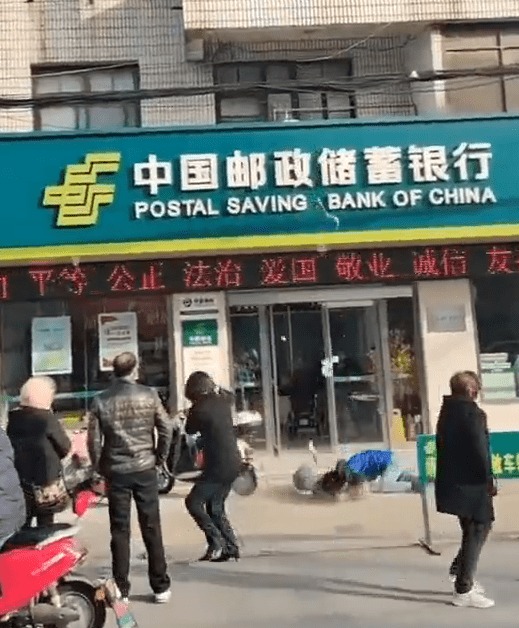 中国邮政储蓄银行
POSTAL SAVING BANK OF CHINA
平等 公正 法治 爱国 敬业 诚信 友